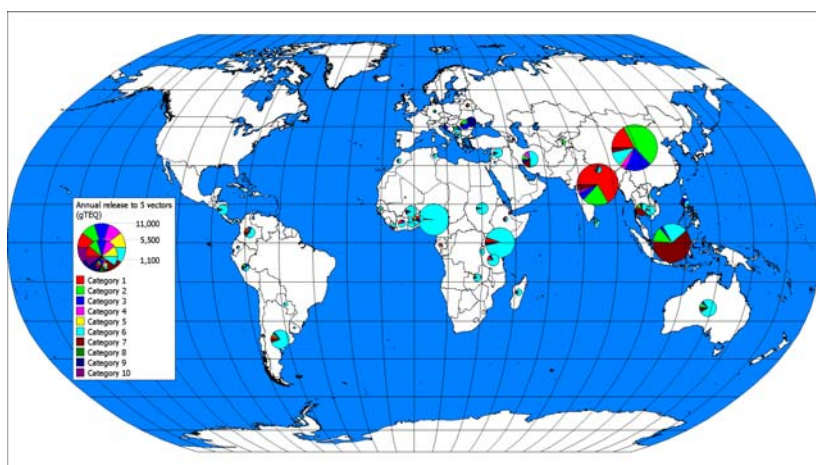 Annual release to 5 vectors
(gTEQ)
11,000
5,500
1,100
Category 1
Category 2
Category 3
Category 4
Category 5
Category 6
Category 7
Category 8
Category 9
Category 10